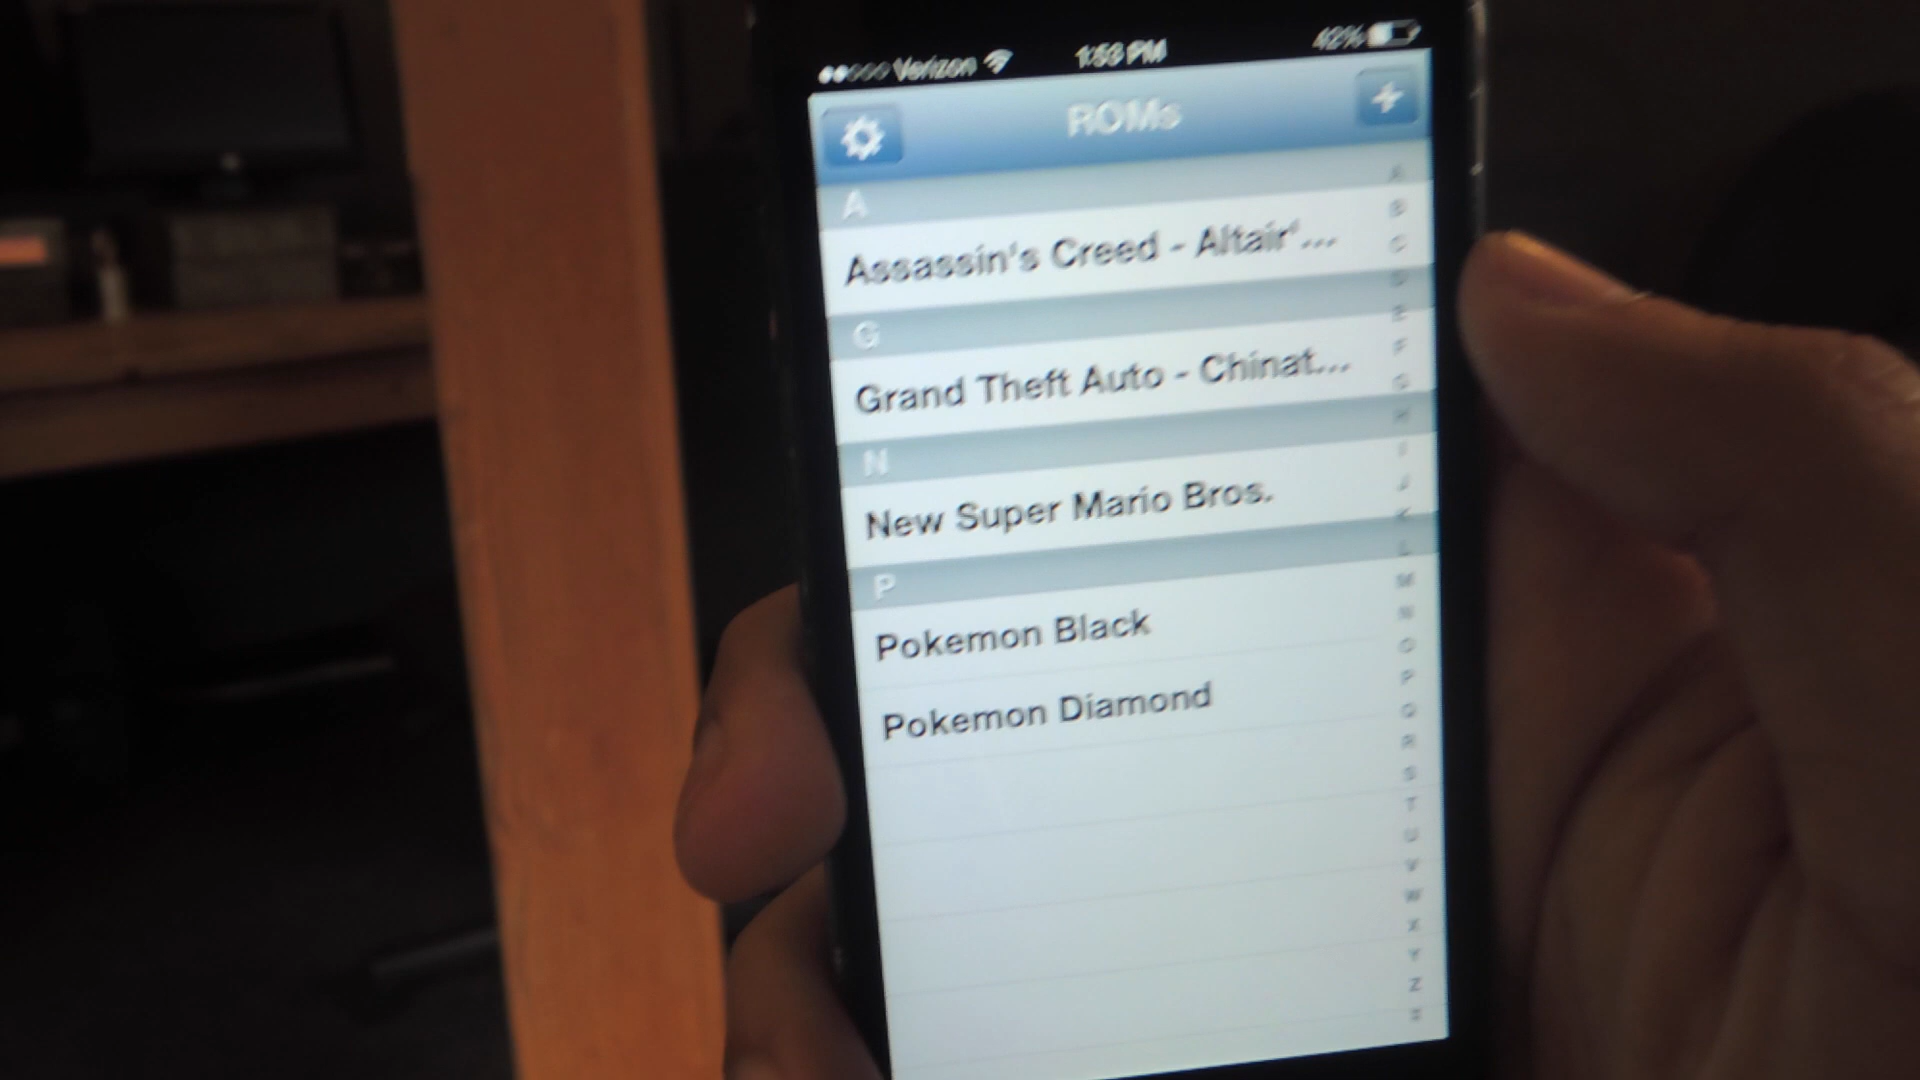 Verizon 1:53 PM 42%
ROMs
A
Assassin's Creed - Altair'...
G
Grand Theft Auto - Chinat...
N
New Super Mario Bros.
P
Pokemon Black
Pokemon Diamond
A
B
C
D
E
F
G
H
I
J
K
L
M
N
O
P
Q
R
S
T
U
V
W
X
Y
Z
#